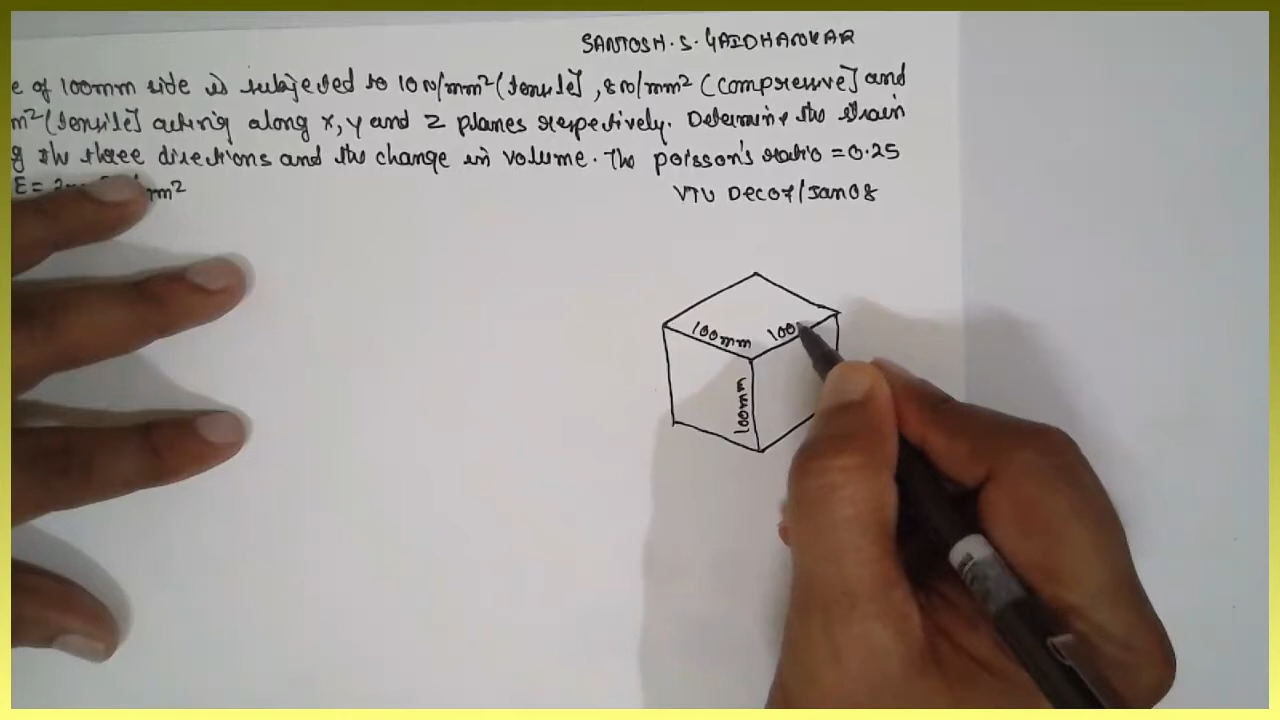 SANTOSH.S.GAIDHANKAR
e of 100mm side is subjected to 10N/mm² (tensile), 8N/mm² (compressive) and
m² (tensile) acting along x, y and z planes respectively. Determine the strain
g the three directions and the change in volume. The poisson's ratio = 0.25
E= mm²
VTU Dec07/Jan08
100mm
100
100mm